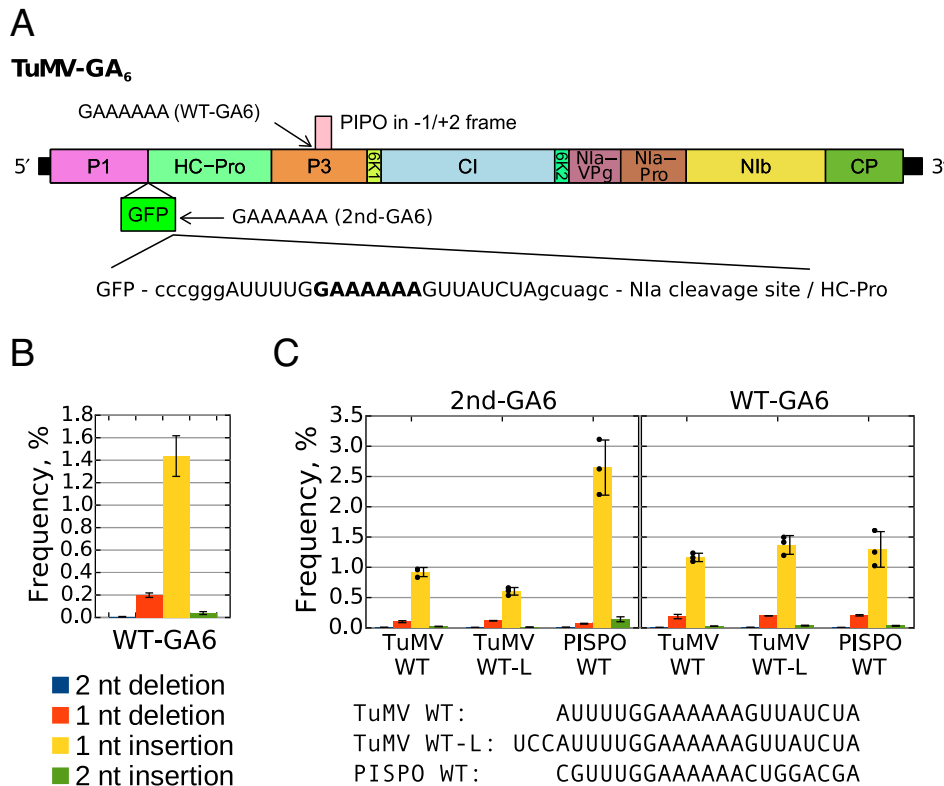 A
TuMV-GA6
GAAAAAA (WT-GA6)
PIPO in -1/+2 frame
5′ P1 HC–Pro P3 6K1 CI 6K2 NIa–VPg NIa–Pro NIb CP 3′
GFP
GAAAAAA (2nd-GA6)
GFP - cccgggAUUUUGGAAAAAAGUUAUCUAgcuagc - NIa cleavage site / HC-Pro
B
Frequency, %
1.8
1.6
1.4
1.2
1.0
0.8
0.6
0.4
0.2
0.0
WT-GA6
2 nt deletion
1 nt deletion
1 nt insertion
2 nt insertion
C
2nd-GA6 WT-GA6
Frequency, %
3.5
3.0
2.5
2.0
1.5
1.0
0.5
0.0
TuMV TuMV PISPO TuMV TuMV PISPO
WT WT-L WT WT WT-L WT
TuMV WT: AUUUUGGAAAAAAGUUAUCUA
TuMV WT-L: UCCAUUUUGGAAAAAAGUUAUCUA
PISPO WT: CGUUUGGAAAAAACUGGACGA